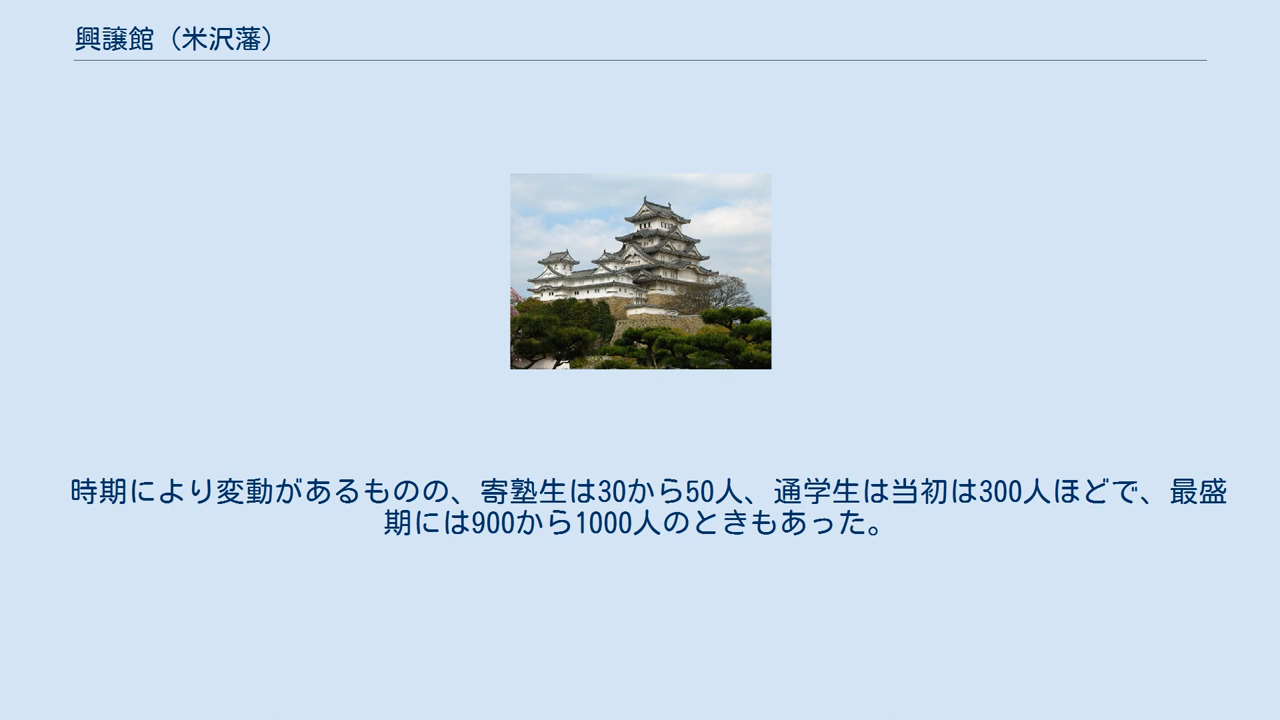 興譲館（米沢藩）
時期により変動があるものの、寄塾生は30から50人、通学生は当初は300人ほどで、最盛
期には900から1000人のときもあった。